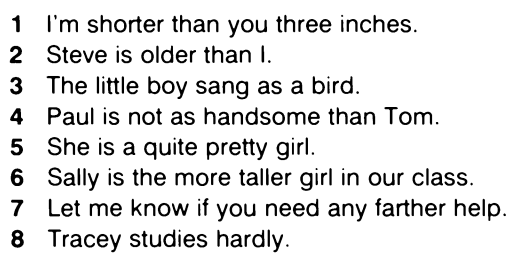 1 I'm shorter than you three inches.
2 Steve is older than I.
3 The little boy sang as a bird.
4 Paul is not as handsome than Tom.
5 She is a quite pretty girl.
6 Sally is the more taller girl in our class.
7 Let me know if you need any farther help.
8 Tracey studies hardly.